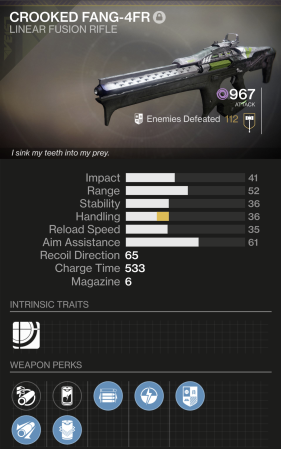 CROOKED FANG-4FR
LINEAR FUSION RIFLE
967
ATTACK
Enemies Defeated 112
I sink my teeth into my prey.
Impact 41
Range 52
Stability 36
Handling 36
Reload Speed 35
Aim Assistance 61
Recoil Direction 65
Charge Time 533
Magazine 6
INTRINSIC TRAITS
WEAPON PERKS